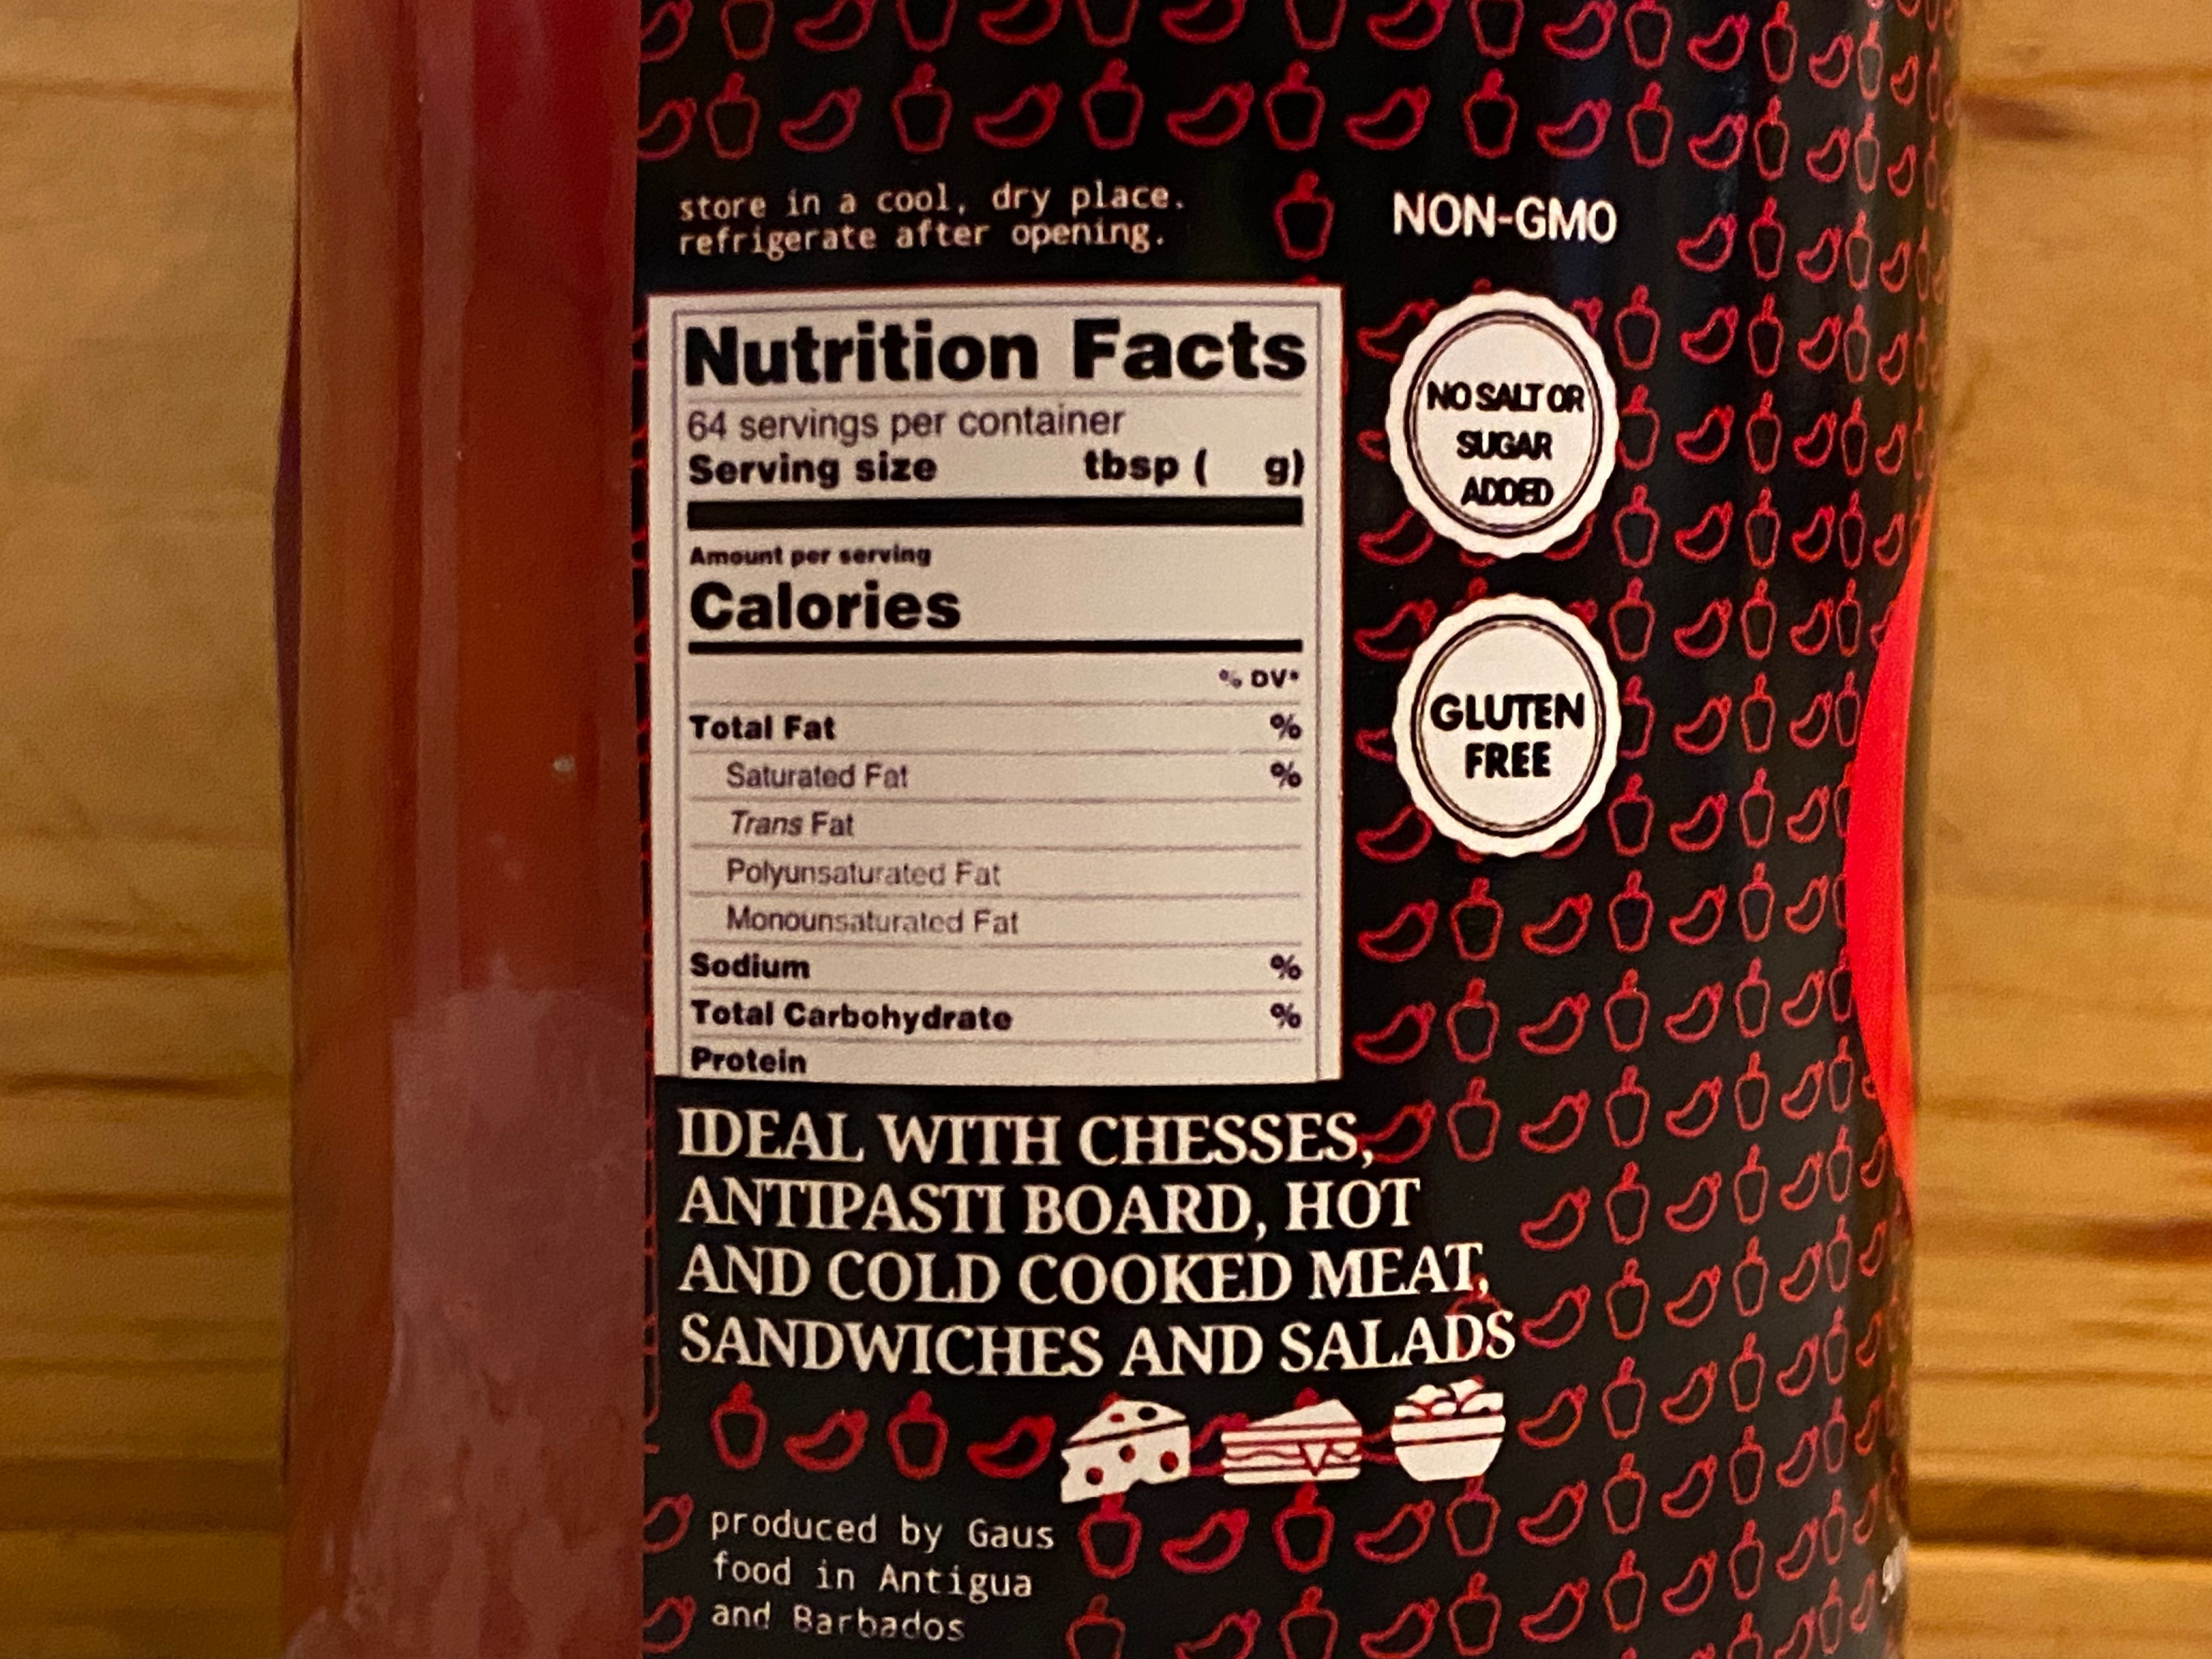 store in a cool, dry place.
refrigerate after opening.
NON-GMO
Nutrition Facts
64 servings per container
Serving size tbsp ( g)
Amount per serving
Calories
% DV*
Total Fat %
Saturated Fat %
Trans Fat
Polyunsaturated Fat
Monounsaturated Fat
Sodium %
Total Carbohydrate %
Protein
NO SALT OR
SUGAR
ADDED
GLUTEN
FREE
IDEAL WITH CHESSES,
ANTIPASTI BOARD, HOT
AND COLD COOKED MEAT,
SANDWICHES AND SALADS
produced by Gaus
food in Antigua
and Barbados